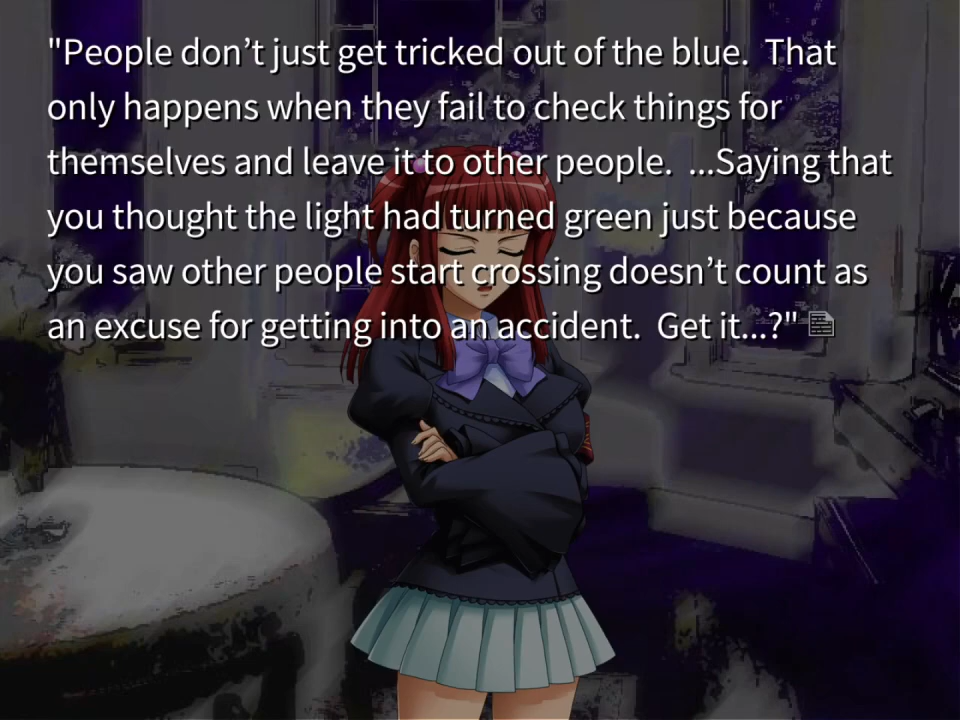 "People don’t just get tricked out of the blue.  That
only happens when they fail to check things for
themselves and leave it to other people.  ...Saying that
you thought the light had turned green just because
you saw other people start crossing doesn’t count as
an excuse for getting into an accident.  Get it...?"